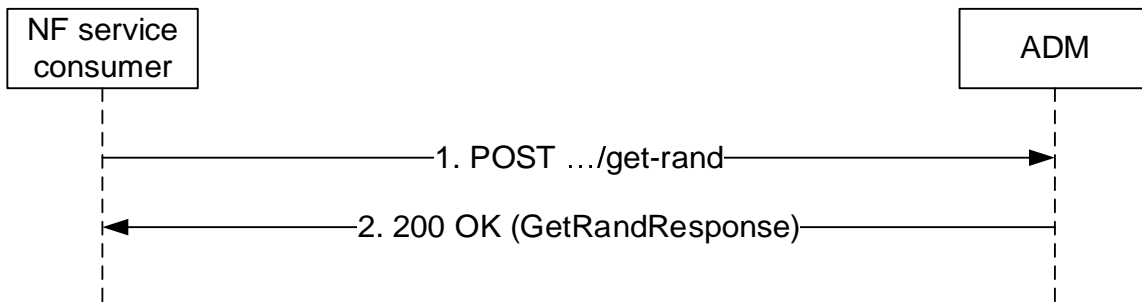 NF service
consumer
ADM
1. POST …/get-rand
2. 200 OK (GetRandResponse)